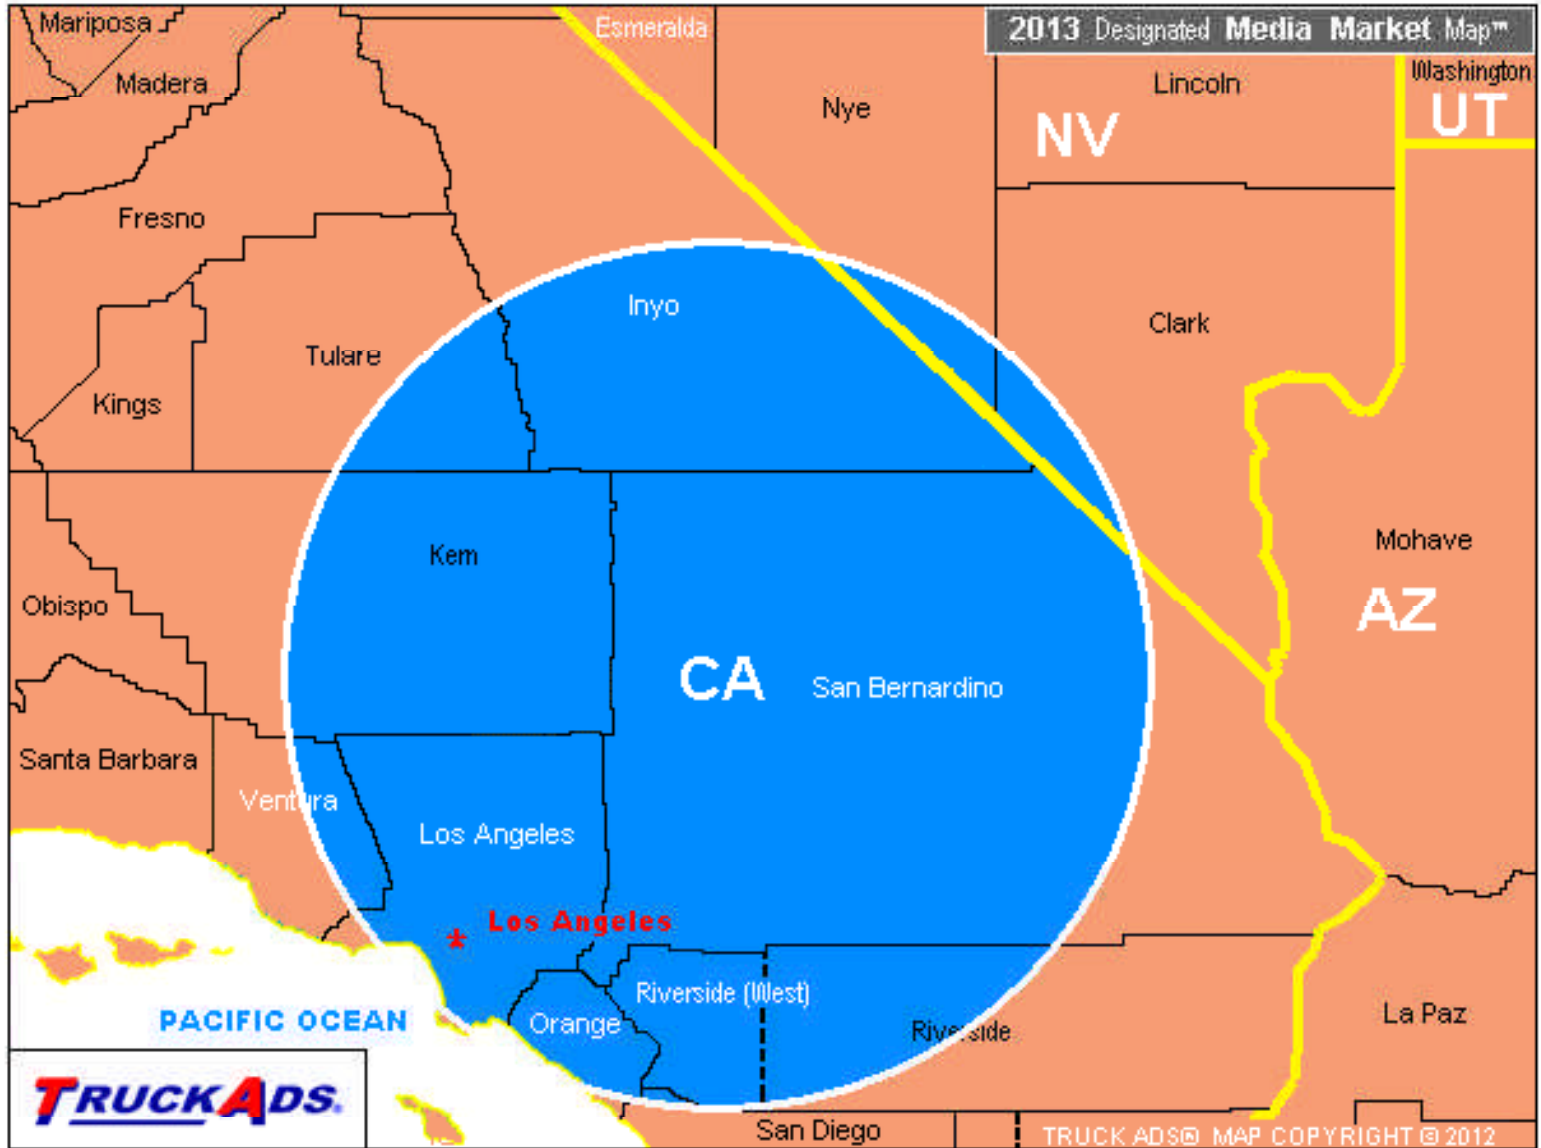 Mariposa
Esmeralda
2013 Designated Media Market Map™
Madera
Nye
Lincoln
Washington
NV
UT
Fresno
Inyo
Clark
Tulare
Kings
Kern
Mohave
Obispo
AZ
CA
San Bernardino
Santa Barbara
Ventura
Los Angeles
Los Angeles
Riverside (West)
PACIFIC OCEAN
Orange
Riverside
La Paz
TRUCKADS.
San Diego
TRUCK ADS® MAP COPYRIGHT © 2012